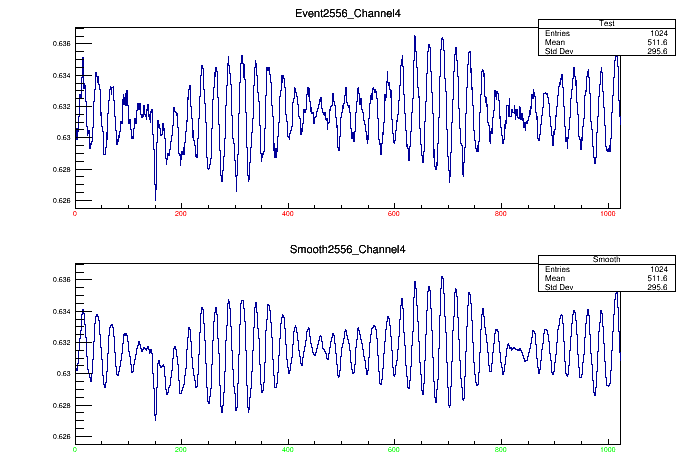 Event2556_Channel4
Test
Entries 1024
Mean 511.6
Std Dev 295.6
0.636
0.634
0.632
0.63
0.628
0.626
0 200 400 600 800 1000
Smooth2556_Channel4
Smooth
Entries 1024
Mean 511.6
Std Dev 295.6
0.636
0.634
0.632
0.63
0.628
0.626
0 200 400 600 800 1000